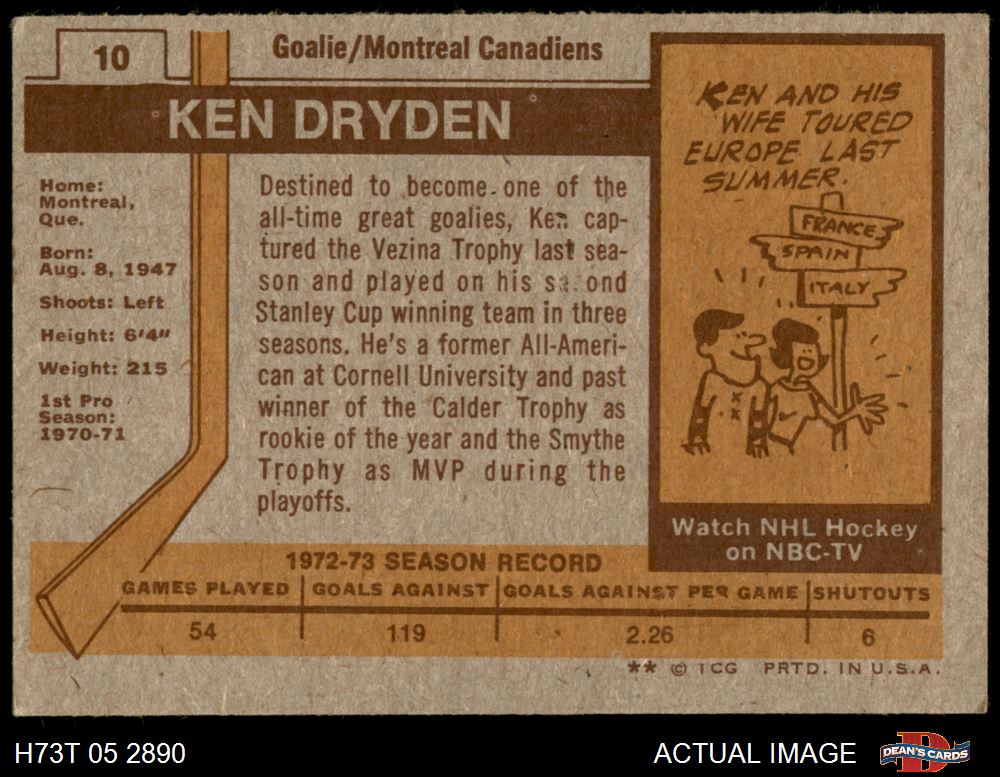 10
Goalie/Montreal Canadiens
KEN DRYDEN
Home:
Montreal,
Que.
Born:
Aug. 8, 1947
Shoots: Left
Height: 6'4"
Weight: 215
1st Pro
Season:
1970-71
Destined to become one of the
all-time great goalies, Ken cap-
tured the Vezina Trophy last sea-
son and played on his second
Stanley Cup winning team in three
seasons. He's a former All-Ameri-
can at Cornell University and past
winner of the Calder Trophy as
rookie of the year and the Smythe
Trophy as MVP during the
playoffs.
KEN AND HIS
WIFE TOURED
EUROPE LAST
SUMMER.
FRANCE
SPAIN
ITALY
Watch NHL Hockey
on NBC-TV
1972-73 SEASON RECORD
GAMES PLAYED GOALS AGAINST GOALS AGAINST PER GAME SHUTOUTS
54 119 2.26 6
** © TCG PRTD. IN U.S.A.
H73T 05 2890 ACTUAL IMAGE DEAN'S CARDS